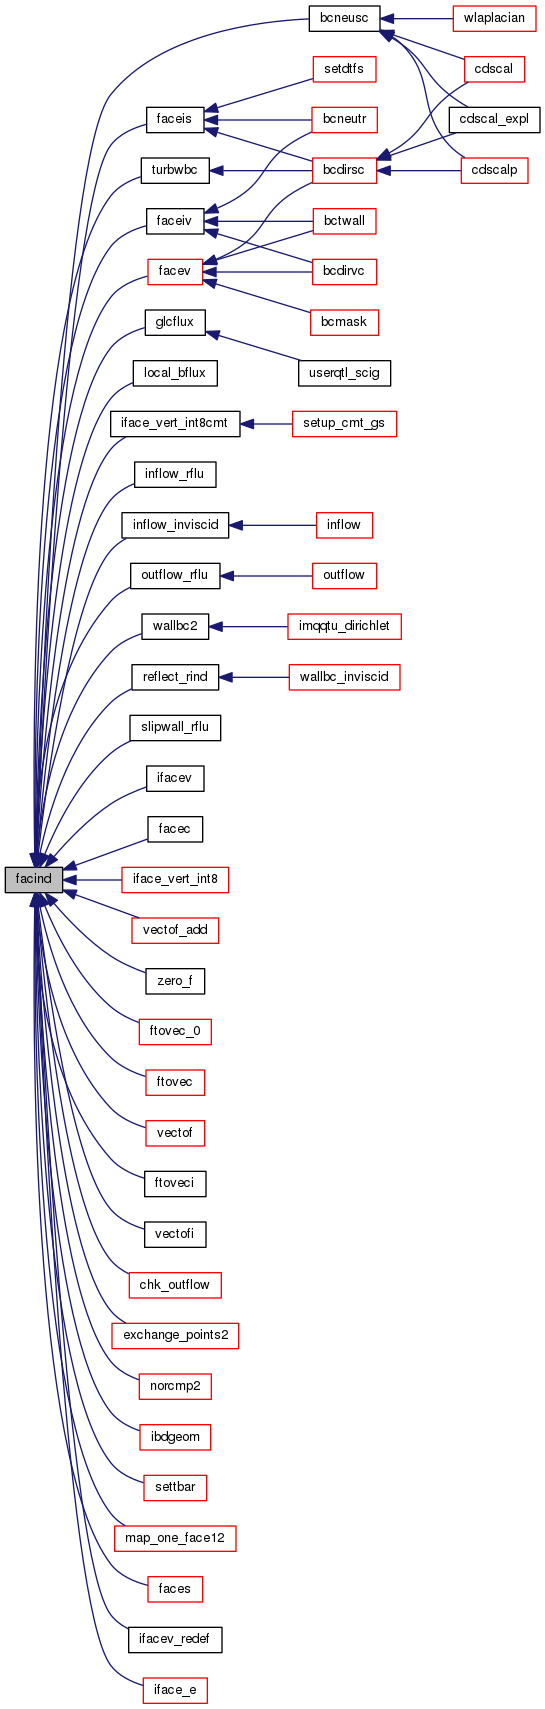 bcneusc
wlaplacian
setdtfs
cdscal
faceis
bcneutr
cdscal_expl
turbwbc
bcdirsc
cdscalp
faceiv
bctwall
facev
bcdirvc
glcflux
bcmask
local_bflux
userqtl_scig
iface_vert_int8cmt
setup_cmt_gs
inflow_rflu
inflow_inviscid
inflow
outflow_rflu
outflow
wallbc2
imqqtu_dirichlet
reflect_rind
wallbc_inviscid
slipwall_rflu
ifacev
facec
facind
iface_vert_int8
vectof_add
zero_f
ftovec_0
ftovec
vectof
ftoveci
vectofi
chk_outflow
exchange_points2
norcmp2
ibdgeom
settbar
map_one_face12
faces
ifacev_redef
iface_e